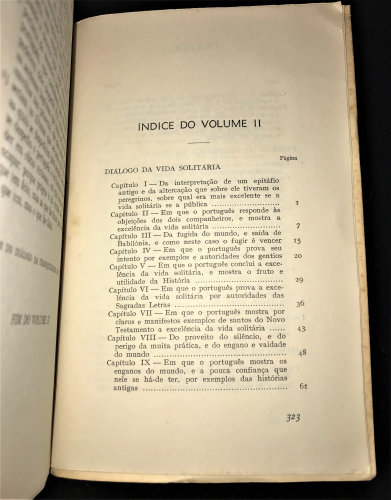 ÍNDICE DO VOLUME II
Página
DIÁLOGO DA VIDA SOLITÁRIA
Capítulo I — Da interpretação de um epitáfio
antigo e da altercação que sobre ele tiveram os
peregrinos, sobre qual era mais excelente se a
vida solitária se a pública ..................... 1
Capítulo II — Em que o português responde às
objeições dos dois companheiros, e mostra a
excelência da vida solitária .................. 7
Capítulo III — Da fugida do mundo, e saída de
Babilónia, e como neste caso o fugir é vencer 15
Capítulo IV — Em que o português prova seu
intento por exemplos e autoridades dos gentios 20
Capítulo V — Em que o português conclui a exce-
lência da vida solitária, e mostra o fruto e
utilidade da História ........................ 29
Capítulo VI — Em que o português prova a exce-
lência da vida solitária por autoridades das
Sagradas Letras .............................. 36
Capítulo VII — Em que o português mostra por
claros e manifestos exemplos de santos do Novo
Testamento a excelência da vida solitária ...... 43
Capítulo VIII — Do proveito do silêncio, e do
perigo da muita prática, e do engano e vaidade
do mundo .................................... 48
Capítulo IX — Em que o português mostra os
enganos do mundo, e a pouca confiança que
nele se há-de ter, por exemplos das histórias
antigas ....................................... 61
323
FIM DO VOLUME I